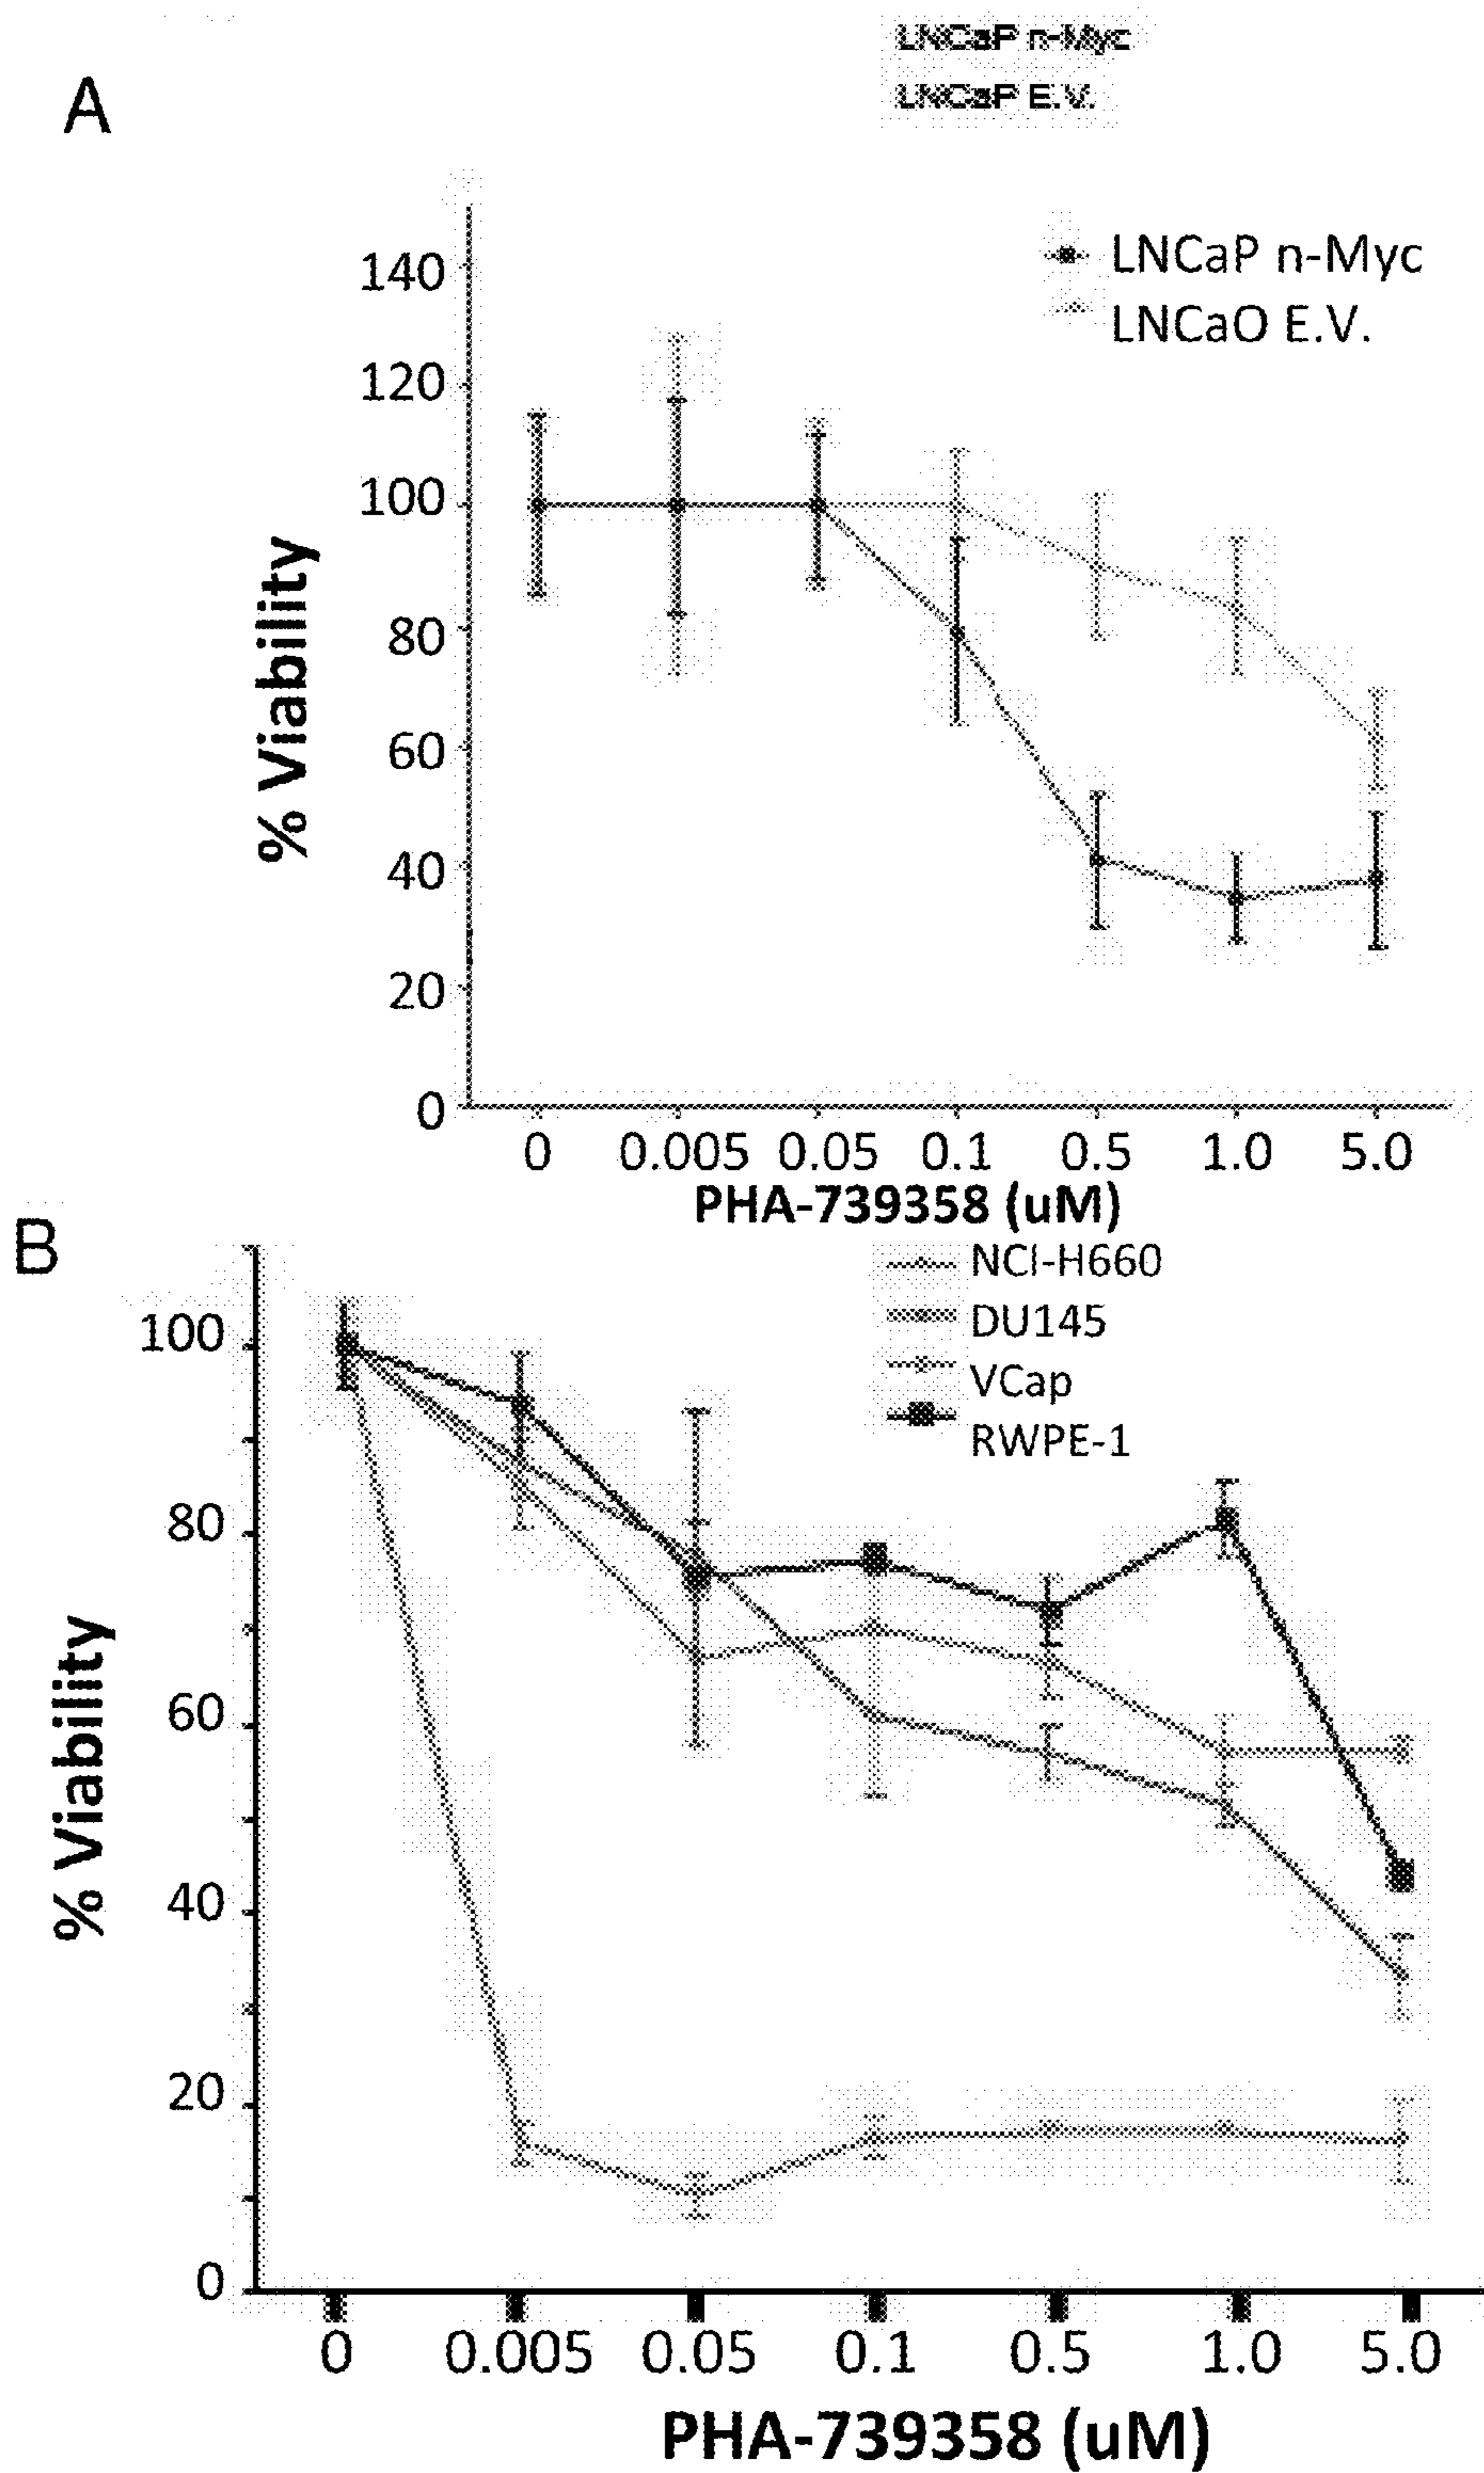 LNCaP n-Myc
LNCaP E.V.
A
LNCaP n-Myc
LNCaO E.V.
140
120
100
80
60
40
20
0
% Viability
0 0.005 0.05 0.1 0.5 1.0 5.0
PHA-739358 (uM)
B
NCI-H660
DU145
VCap
RWPE-1
100
80
60
40
20
0
% Viability
0 0.005 0.05 0.1 0.5 1.0 5.0
PHA-739358 (uM)